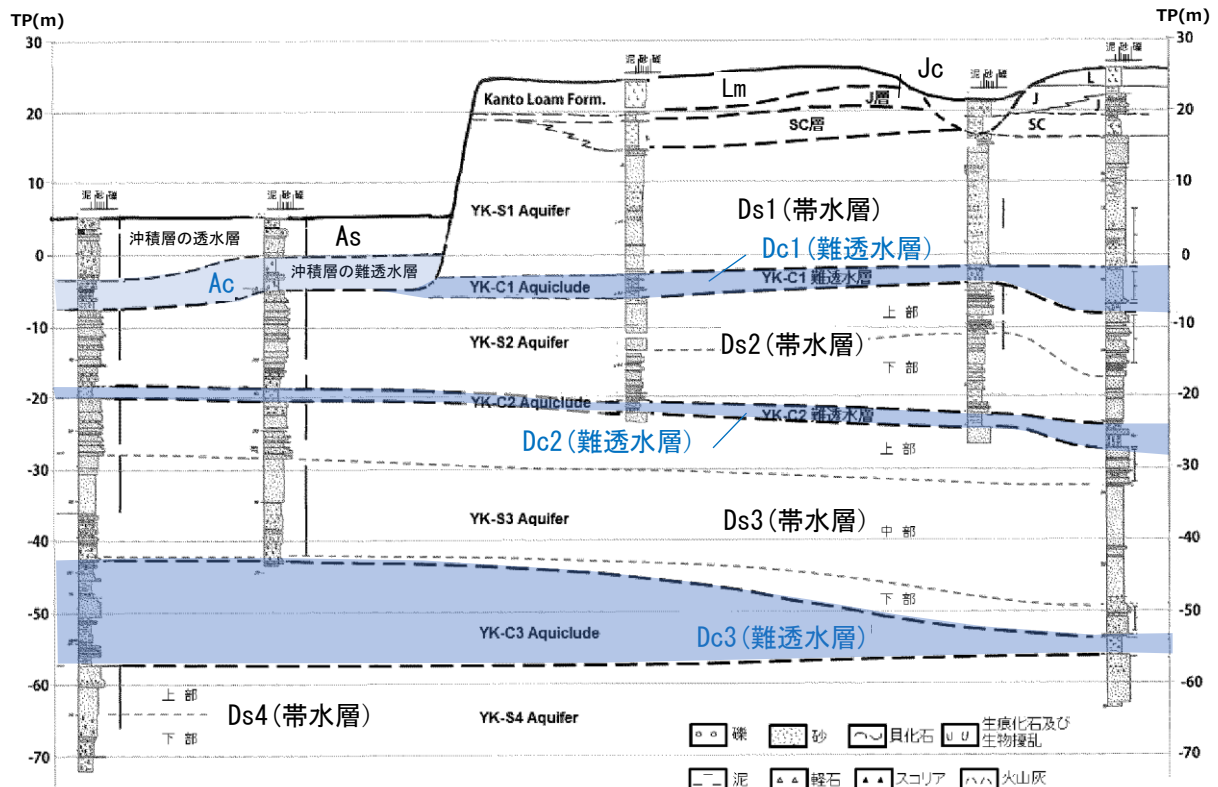 TP(m)
TP(m)
30
20
10
0
-10
-20
-30
-40
-50
-60
-70
30
20
10
0
-10
-20
-30
-40
-50
-60
-70
泥 砂 礫
泥 砂 礫
泥 砂 礫
泥 砂 礫
泥 砂 礫
Kanto Loam Form.
Lm
J層
Jc
SC層
L
J
J
SC
YK-S1 Aquifer
Ds1(帯水層)
沖積層の透水層
As
沖積層の難透水層
Ac
Dc1(難透水層)
YK-C1 Aquiclude
YK-C1 難透水層
上 部
YK-S2 Aquifer
Ds2(帯水層)
下 部
YK-C2 Aquiclude
YK-C2 難透水層
Dc2(難透水層)
上 部
YK-S3 Aquifer
Ds3(帯水層)
中 部
下 部
YK-C3 Aquiclude
Dc3(難透水層)
上 部
Ds4(帯水層)
下 部
YK-S4 Aquifer
礫
砂
貝化石
生痕化石及び
生物擾乱
泥
軽石
スコリア
火山灰